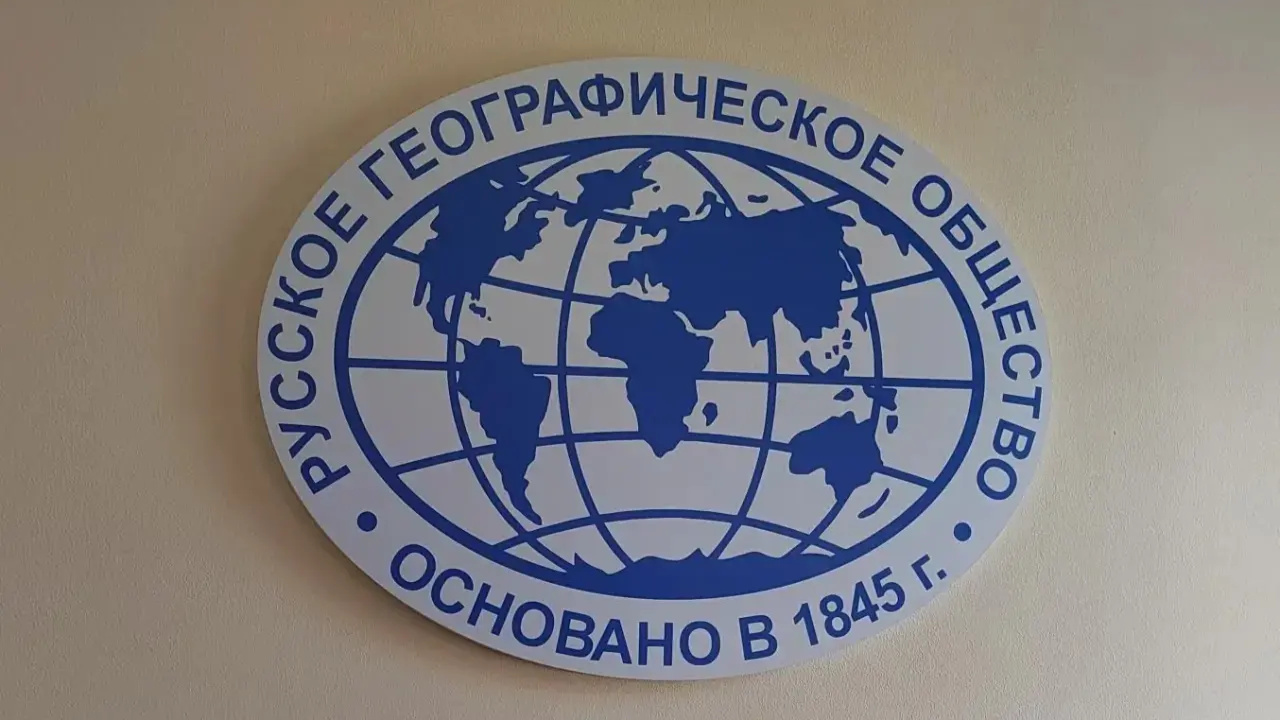 РУССКОЕ ГЕОГРАФИЧЕСКОЕ ОБЩЕСТВО
• ОСНОВАНО В 1845 г. •